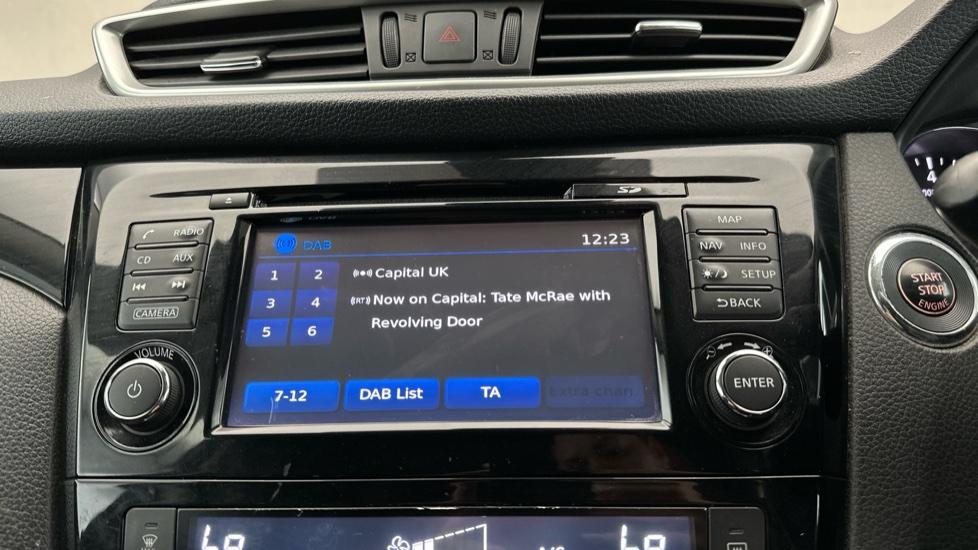 RADIO
CD AUX
CAMERA
VOLUME
DAB 12:23
1 2
3 4
5 6
Capital UK
(RT) Now on Capital: Tate McRae with
Revolving Door
7-12 DAB List TA Extra chan.
SD
MAP
NAV INFO
SETUP
BACK
ENTER
START
STOP
ENGINE
4